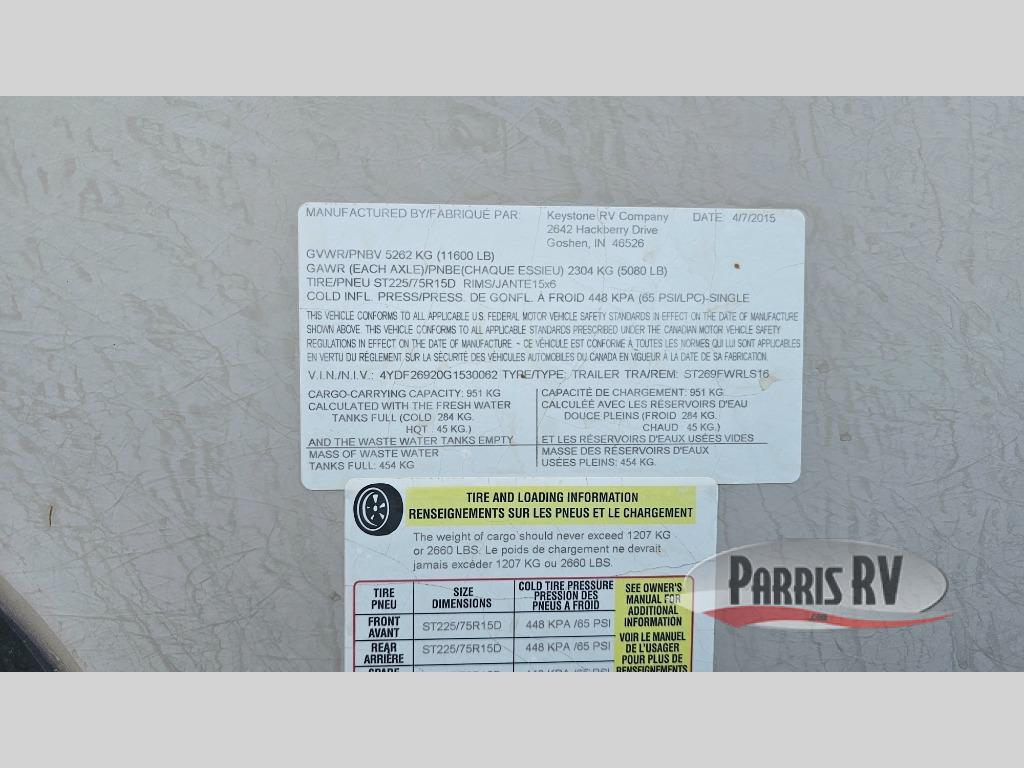 MANUFACTURED BY/FABRIQUÉ PAR: Keystone RV Company DATE: 4/7/2015
2642 Hackberry Drive
Goshen, IN 46526
GVWR/PNBV 5262 KG (11600 LB)
GAWR (EACH AXLE)/PNBE(CHAQUE ESSIEU) 2304 KG (5080 LB)
TIRE/PNEU ST225/75R15D RIMS/JANTE15x6
COLD INFL. PRESS/PRESS. DE GONFL. À FROID 448 KPA (65 PSI/LPC)-SINGLE
THIS VEHICLE CONFORMS TO ALL APPLICABLE U.S. FEDERAL MOTOR VEHICLE SAFETY STANDARDS IN EFFECT ON THE DATE OF MANUFACTURE
SHOWN ABOVE. THIS VEHICLE CONFORMS TO ALL APPLICABLE STANDARDS PRESCRIBED UNDER THE CANADIAN MOTOR VEHICLE SAFETY
REGULATIONS IN EFFECT ON THE DATE OF MANUFACTURE - CE VÉHICULE EST CONFORME À TOUTES LES NORMES QUI LUI SONT APPLICABLES
EN VERTU DU RÈGLEMENT SUR LA SÉCURITÉ DES VÉHICULES AUTOMOBILES DU CANADA EN VIGUEUR À LA DATE DE SA FABRICATION.
V.I.N./N.I.V.: 4YDF26920G1530062 TYPE/TYPE: TRAILER TRA/REM: ST269FWRLS16
CARGO-CARRYING CAPACITY: 951 KG
CALCULATED WITH THE FRESH WATER
TANKS FULL (COLD 284 KG.
HOT 45 KG.)
AND THE WASTE WATER TANKS EMPTY
MASS OF WASTE WATER
TANKS FULL: 454 KG
CAPACITÉ DE CHARGEMENT: 951 KG
CALCULÉE AVEC LES RÉSERVOIRS D'EAU
DOUCE PLEINS (FROID 284 KG.
CHAUD 45 KG.)
ET LES RÉSERVOIRS D'EAUX USÉES VIDES
MASSE DES RÉSERVOIRS D'EAUX
USÉES PLEINS: 454 KG.
TIRE AND LOADING INFORMATION
RENSEIGNEMENTS SUR LES PNEUS ET LE CHARGEMENT
The weight of cargo should never exceed 1207 KG
or 2660 LBS. Le poids de chargement ne devrait
jamais excéder 1207 KG ou 2660 LBS.
TIRE
PNEU
SIZE
DIMENSIONS
COLD TIRE PRESSURE
PRESSION DES
PNEUS A FROID
FRONT
AVANT
ST225/75R15D
448 KPA /65 PSI
REAR
ARRIÈRE
ST225/75R15D
448 KPA /65 PSI
SEE OWNER'S
MANUAL FOR
ADDITIONAL
INFORMATION
VOIR LE MANUEL
DE L'USAGER
POUR PLUS DE
RENSEIGNEMENTS
PARRIS RV
.com